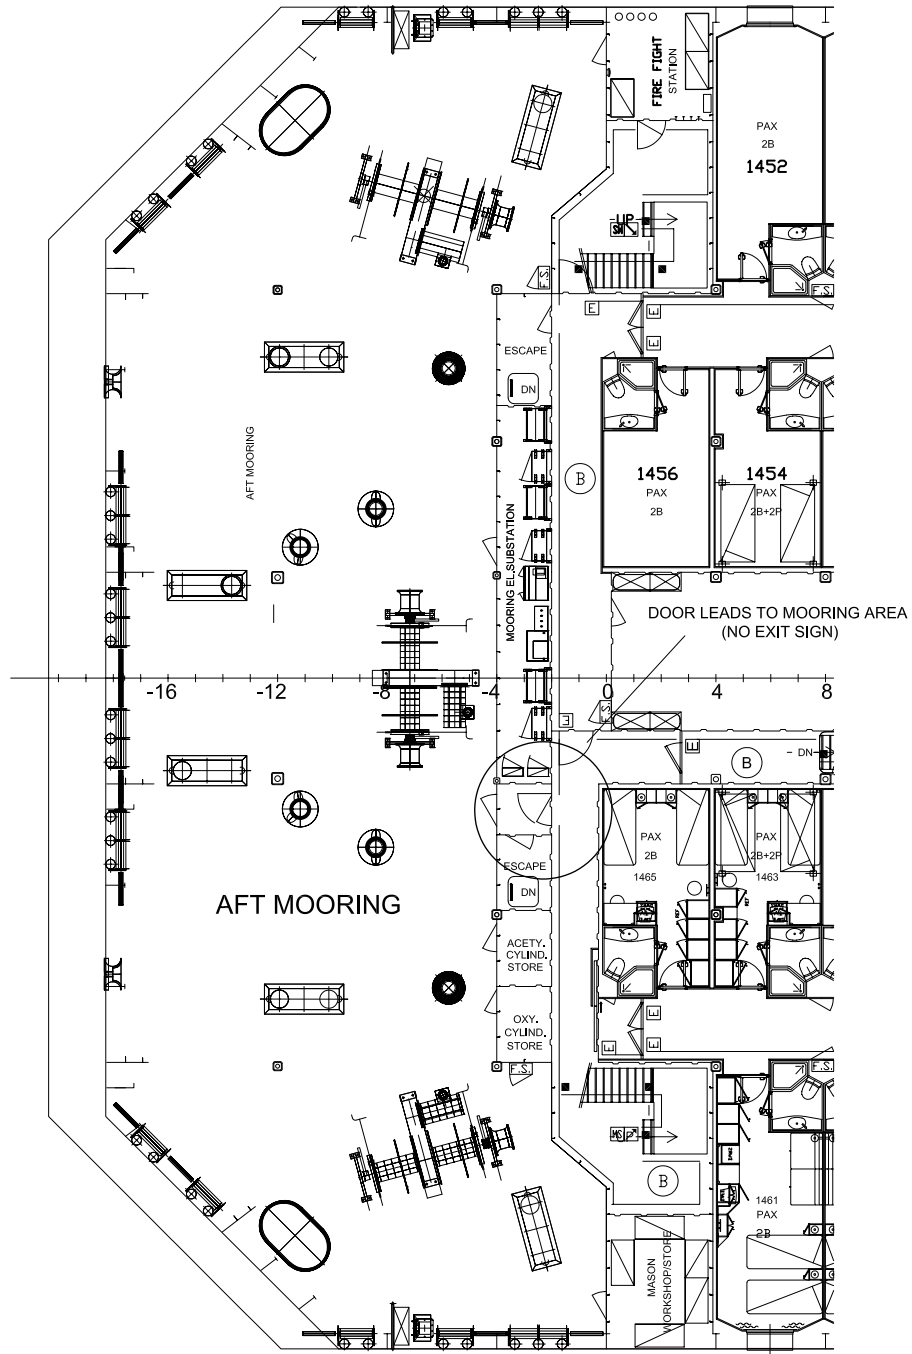 FIRE FIGHT
STATION
PAX
2B
1452
UP
F.S.
F.S.
E
E
E
ESCAPE
DN
AFT MOORING
MOORING EL.SUBSTATION
1456
PAX
2B
1454
PAX
2B+2P
B
DOOR LEADS TO MOORING AREA
(NO EXIT SIGN)
-16
-12
-8
-4
0
4
8
E
F.S.
E
B
DN
PAX
2B
1465
PAX
2B+2P
1463
REF
REF
ESCAPE
DN
AFT MOORING
ACETY.
CYLIND.
STORE
OXY.
CYLIND.
STORE
F.S.
E
E
E
F.S.
B
1461
PAX
2B
MASON
WORKSHOP/STORE